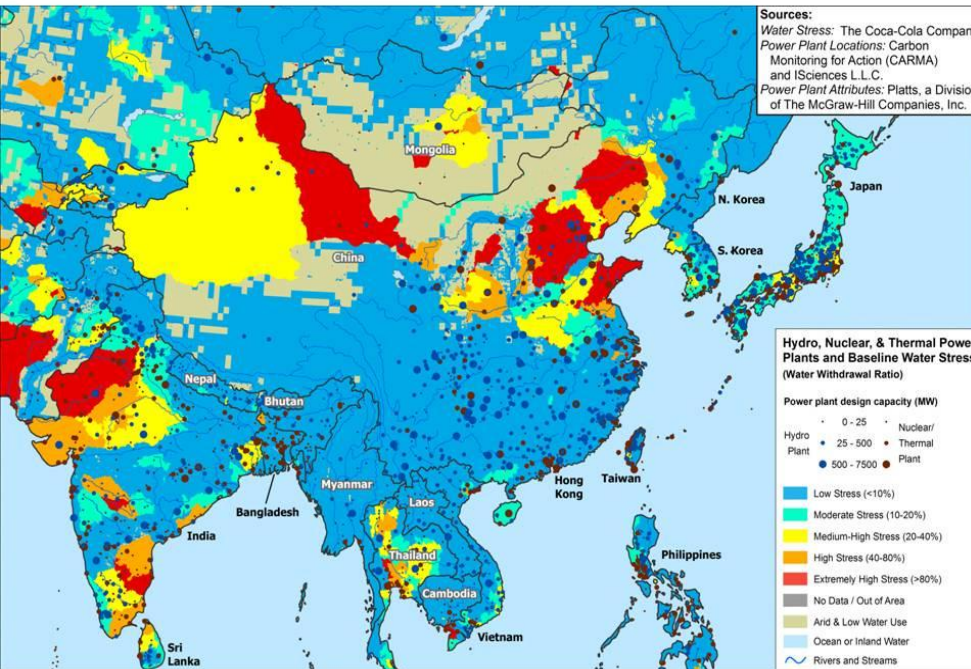 Sources:
Water Stress: The Coca-Cola Compan
Power Plant Locations: Carbon
Monitoring for Action (CARMA)
and ISciences L.L.C.
Power Plant Attributes: Platts, a Divisio
of The McGraw-Hill Companies, Inc.
Mongolia
N. Korea
Japan
S. Korea
China
Nepal
Bhutan
Myanmar
Bangladesh
India
Laos
Hong
Kong
Taiwan
Thailand
Philippines
Cambodia
Vietnam
Sri
Lanka
Hydro, Nuclear, & Thermal Powe
Plants and Baseline Water Stress
(Water Withdrawal Ratio)
Power plant design capacity (MW)
Hydro
Plant
0 - 25
25 - 500
500 - 7500
Nuclear/
Thermal
Plant
Low Stress (<10%)
Moderate Stress (10-20%)
Medium-High Stress (20-40%)
High Stress (40-80%)
Extremely High Stress (>80%)
No Data / Out of Area
Arid & Low Water Use
Ocean or Inland Water
Rivers and Streams